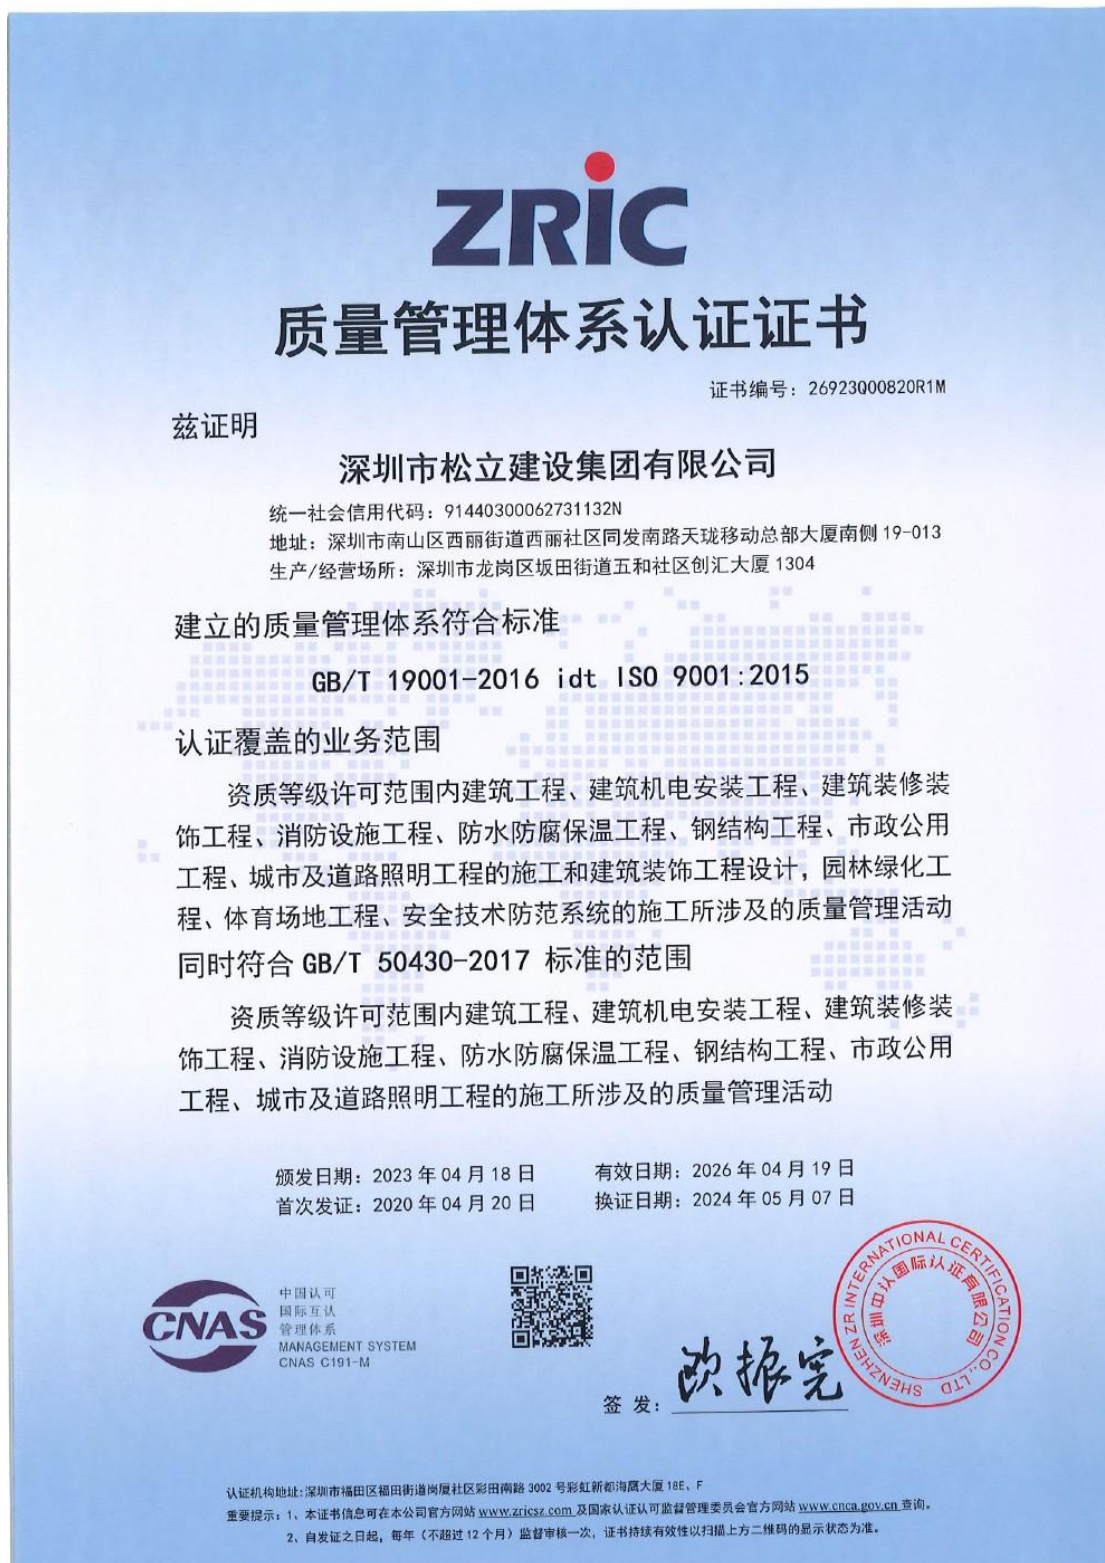 ZRIC
质量管理体系认证证书
证书编号：26923Q00820R1M
兹证明
深圳市松立建设集团有限公司
统一社会信用代码：91440300062731132N
地址：深圳市南山区西丽街道西丽社区同发南路天珑移动总部大厦南侧 19-013
生产/经营场所：深圳市龙岗区坂田街道五和社区创汇大厦 1304
建立的质量管理体系符合标准
GB/T 19001-2016 idt ISO 9001:2015
认证覆盖的业务范围
资质等级许可范围内建筑工程、建筑机电安装工程、建筑装修装
饰工程、消防设施工程、防水防腐保温工程、钢结构工程、市政公用
工程、城市及道路照明工程的施工和建筑装饰工程设计，园林绿化工
程、体育场地工程、安全技术防范系统的施工所涉及的质量管理活动
同时符合 GB/T 50430-2017 标准的范围
资质等级许可范围内建筑工程、建筑机电安装工程、建筑装修装
饰工程、消防设施工程、防水防腐保温工程、钢结构工程、市政公用
工程、城市及道路照明工程的施工所涉及的质量管理活动
颁发日期：2023 年 04 月 18 日 有效日期：2026 年 04 月 19 日
首次发证：2020 年 04 月 20 日 换证日期：2024 年 05 月 07 日
CNAS
中国认可
国际互认
管理体系
MANAGEMENT SYSTEM
CNAS C191-M
SHENZHEN ZR INTERNATIONAL CERTIFICATION CO., LTD
深圳中认国际认证有限公司
签 发：欧振宪
认证机构地址：深圳市福田区福田街道岗厦社区彩田南路 3002 号彩虹新都海鹰大厦 18E、F
重要提示：1、本证书信息可在本公司官方网站 www.zricsz.com 及国家认证认可监督管理委员会官方网站 www.cnca.gov.cn 查询。
2、自发证之日起，每年（不超过 12 个月）监督审核一次，证书持续有效性以扫描上方二维码的显示状态为准。